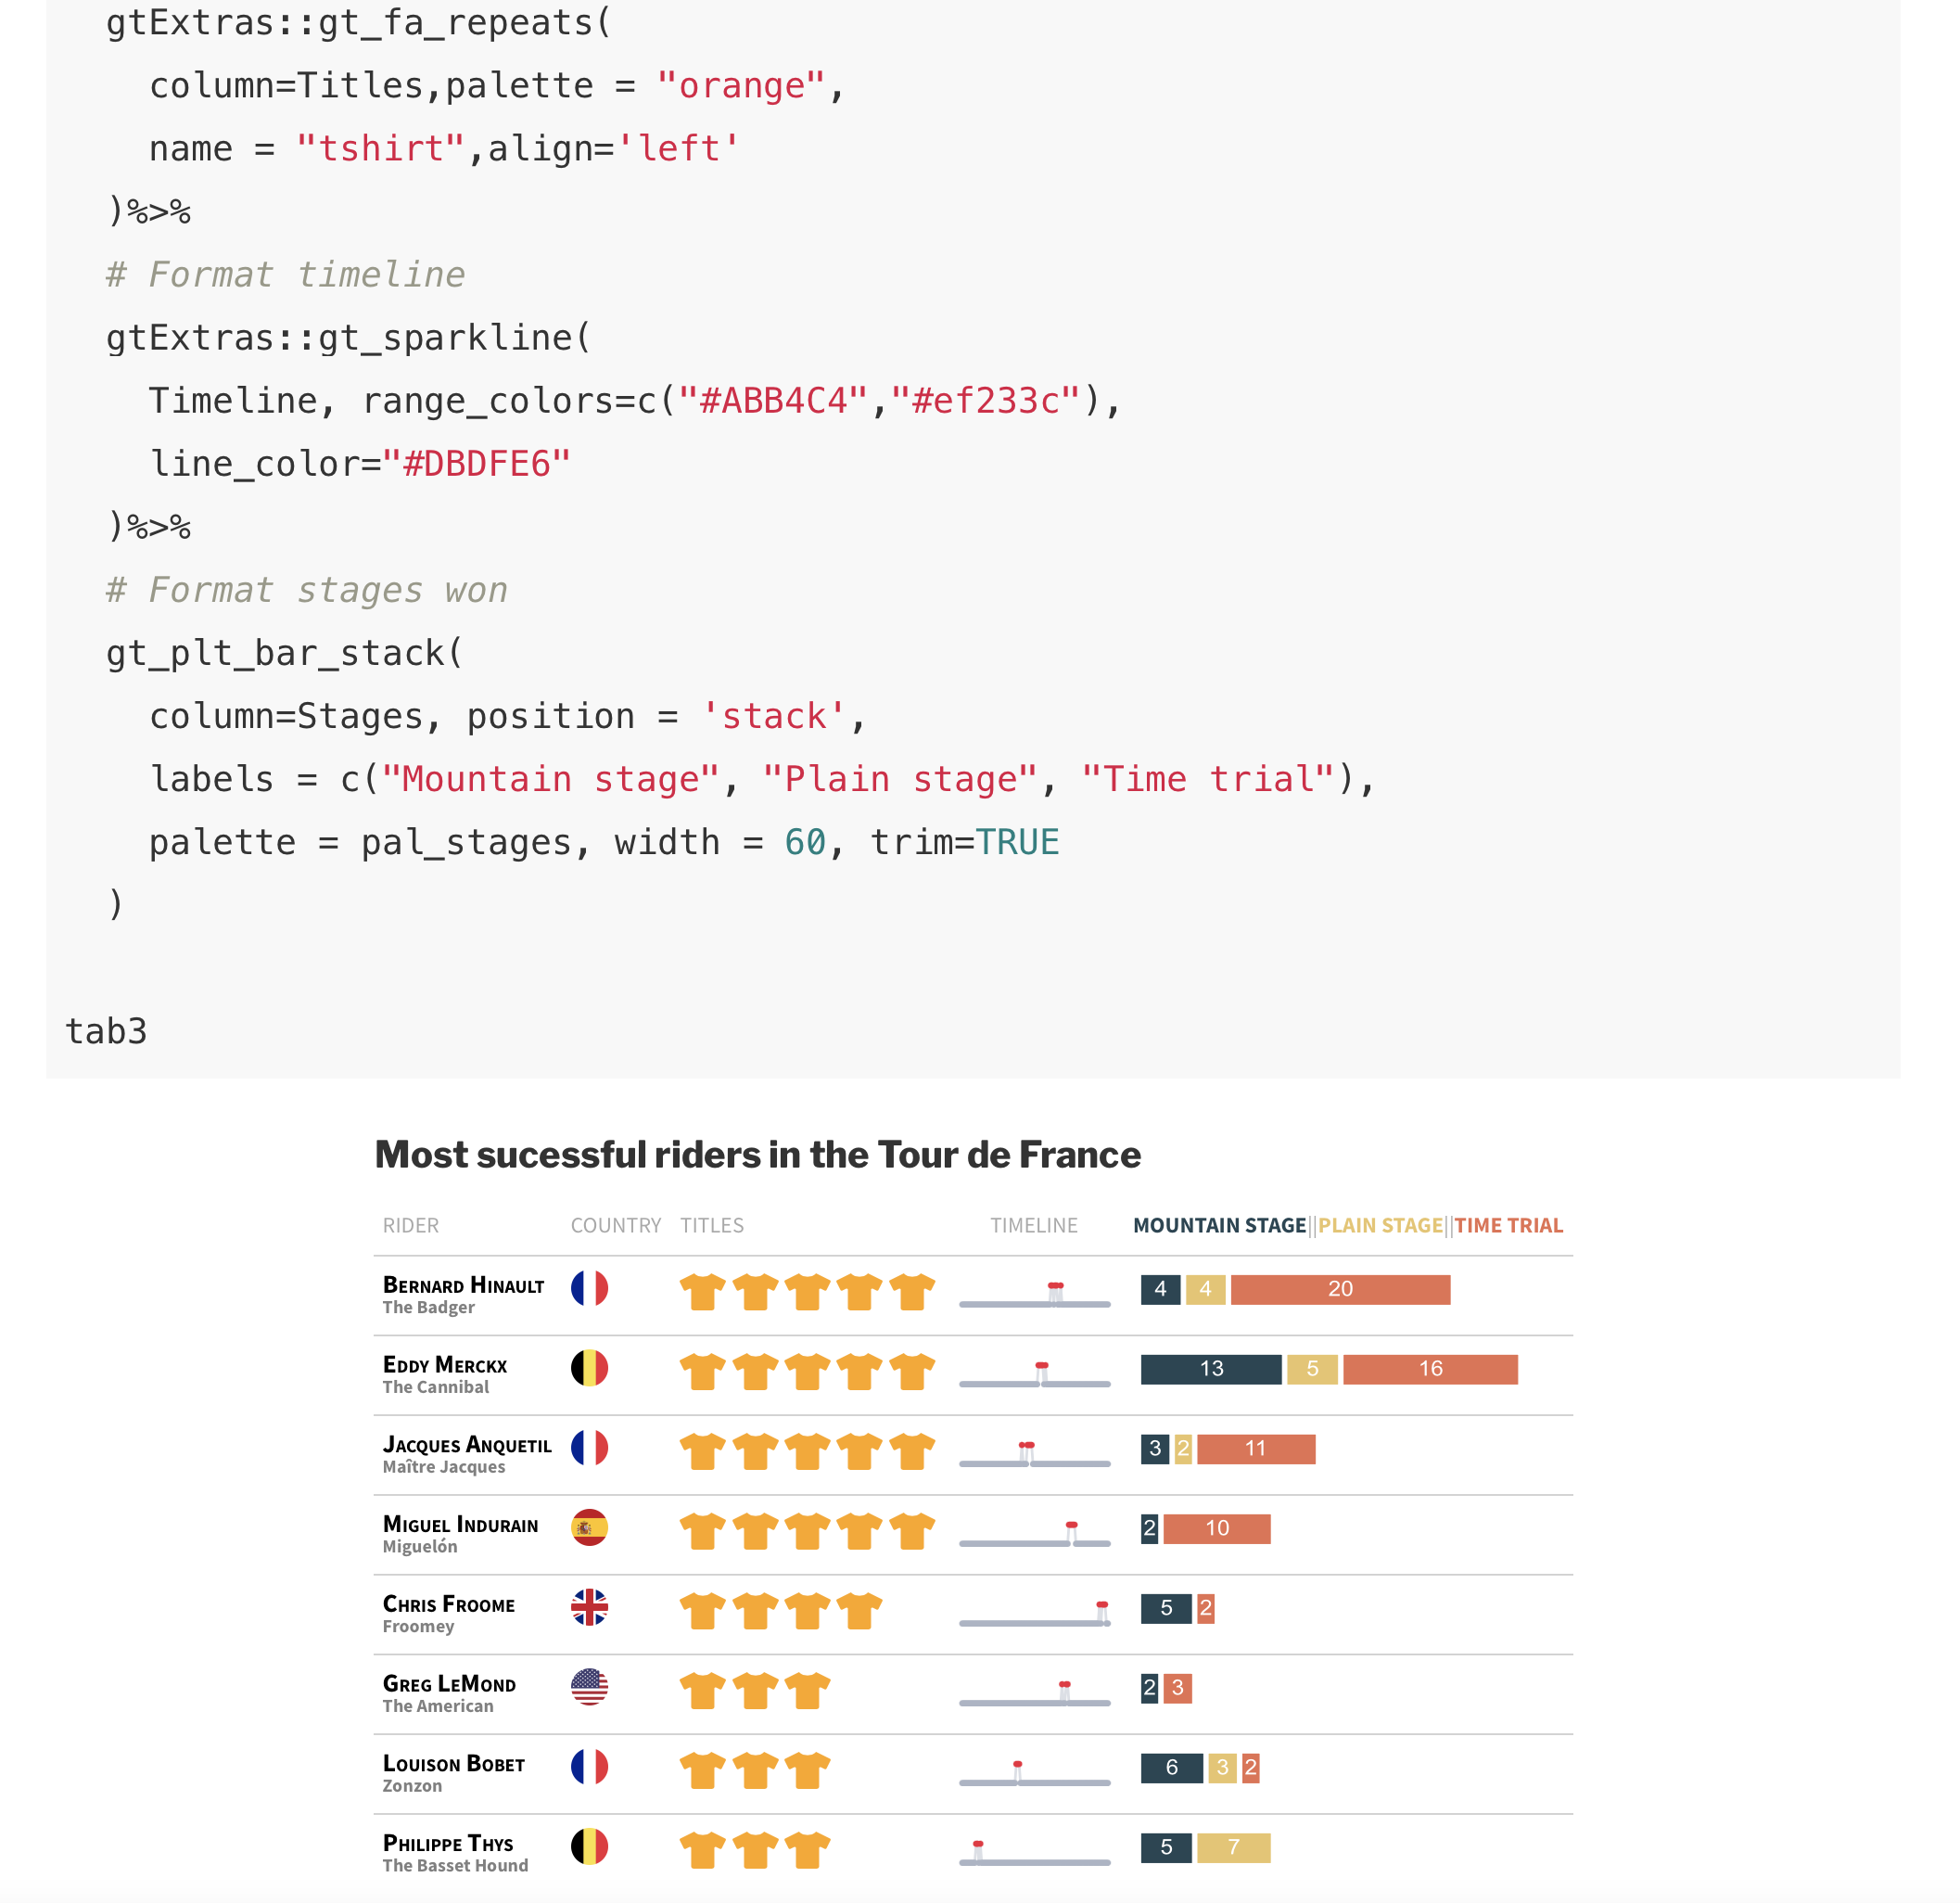 gtExtras::gt_fa_repeats(
column=Titles,palette = "orange",
name = "tshirt",align='left'
)%>%
# Format timeline
gtExtras::gt_sparkline(
Timeline, range_colors=c("#ABB4C4","#ef233c"),
line_color="#DBDFE6"
)%>%
# Format stages won
gt_plt_bar_stack(
column=Stages, position = 'stack',
labels = c("Mountain stage", "Plain stage", "Time trial"),
palette = pal_stages, width = 60, trim=TRUE
)
tab3
Most sucessful riders in the Tour de France
RIDER COUNTRY TITLES TIMELINE MOUNTAIN STAGE||PLAIN STAGE||TIME TRIAL
BERNARD HINAULT 4 4 20
The Badger
EDDY MERCKX 13 5 16
The Cannibal
JACQUES ANQUETIL 3 2 11
Maître Jacques
MIGUEL INDURAIN 2 10
Miguelón
CHRIS FROOME 5 2
Froomey
GREG LEMOND 2 3
The American
LOUISON BOBET 6 3 2
Zonzon
PHILIPPE THYS 5 7
The Basset Hound